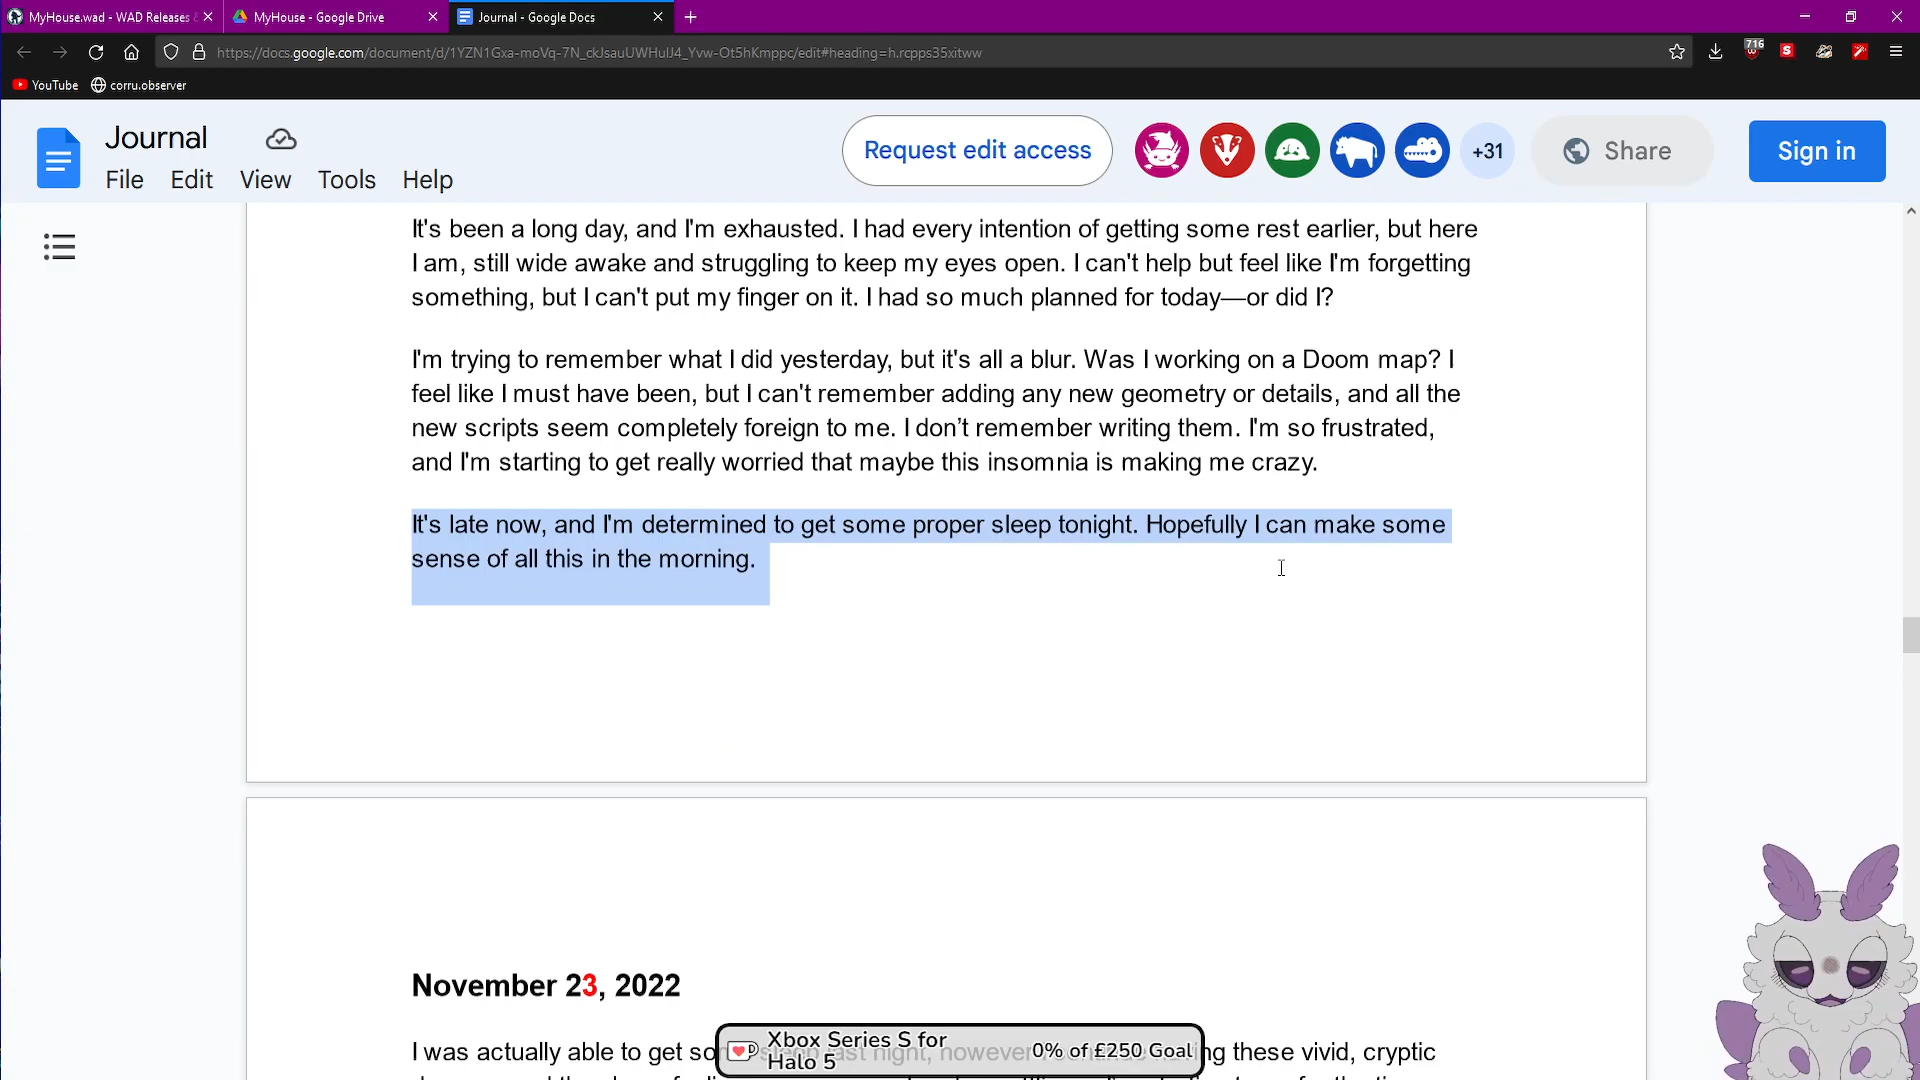 MyHouse.wad - WAD Releases &
MyHouse - Google Drive
Journal - Google Docs
https://docs.google.com/document/d/1YZN1Gxa-moVq-7N_ckJsauUWHuIJ4_Yvw-Ot5hKmppc/edit#heading=h.rcpps35xitww
716
S
YouTube
corru.observer
Journal
File Edit View Tools Help
Request edit access
+31
Share
Sign in
It's been a long day, and I'm exhausted. I had every intention of getting some rest earlier, but here
I am, still wide awake and struggling to keep my eyes open. I can't help but feel like I'm forgetting
something, but I can't put my finger on it. I had so much planned for today—or did I?
I'm trying to remember what I did yesterday, but it's all a blur. Was I working on a Doom map? I
feel like I must have been, but I can't remember adding any new geometry or details, and all the
new scripts seem completely foreign to me. I don’t remember writing them. I'm so frustrated,
and I'm starting to get really worried that maybe this insomnia is making me crazy.
It's late now, and I'm determined to get some proper sleep tonight. Hopefully I can make some
sense of all this in the morning.
November 23, 2022
I was actually able to get some sleep last night, however ng these vivid, cryptic
Xbox Series S for
Halo 5
0% of £250 Goal